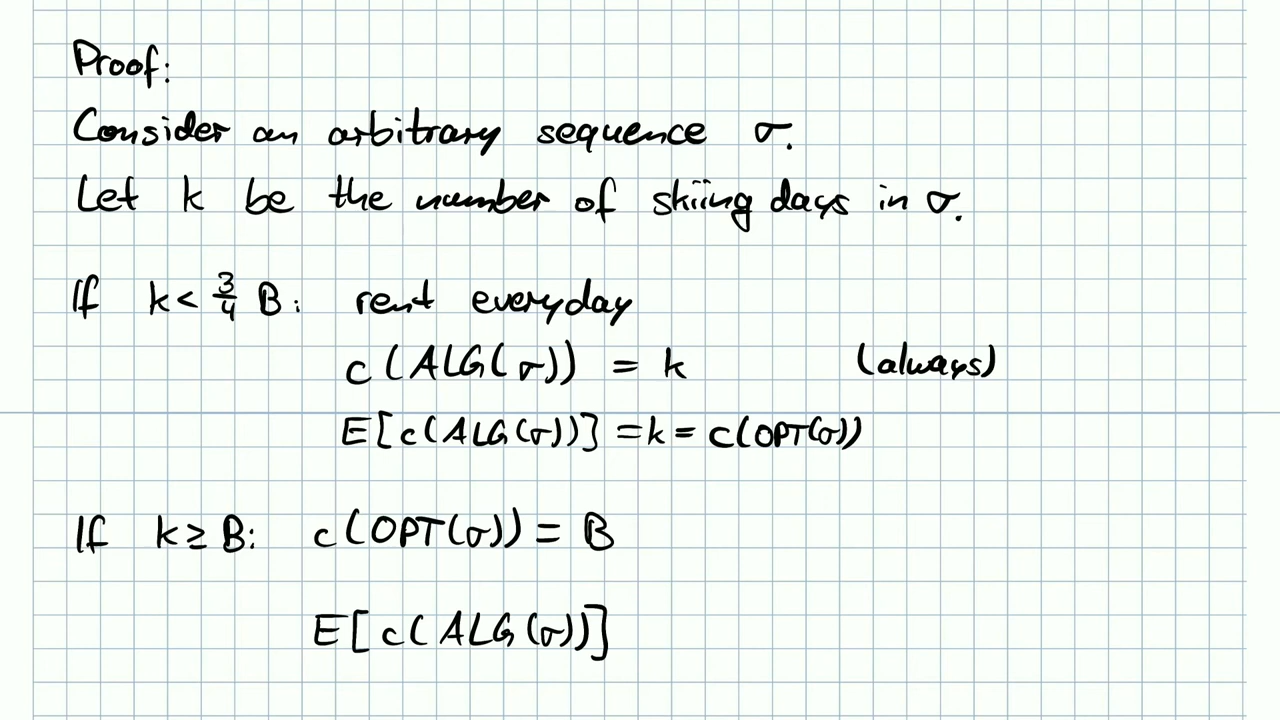 Proof:
Consider an arbitrary sequence σ.
Let k be the number of skiing days in σ.
If k < 3/4 B: rent everyday
c(ALG(σ)) = k (always)
E[c(ALG(σ))] = k = c(OPT(σ))
If k ≥ B: c(OPT(σ)) = B
E[c(ALG(σ))]